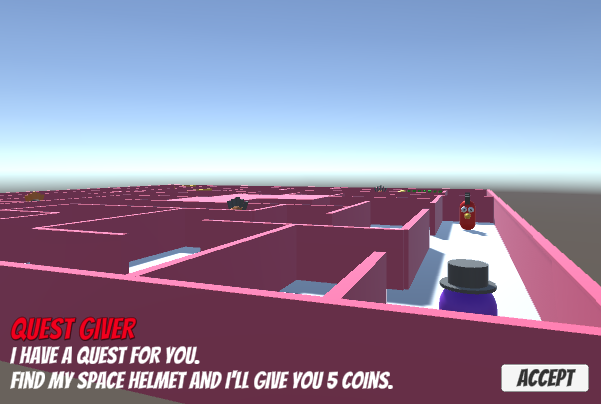 QUEST GIVER
I HAVE A QUEST FOR YOU.
FIND MY SPACE HELMET AND I'LL GIVE YOU 5 COINS.
ACCEPT